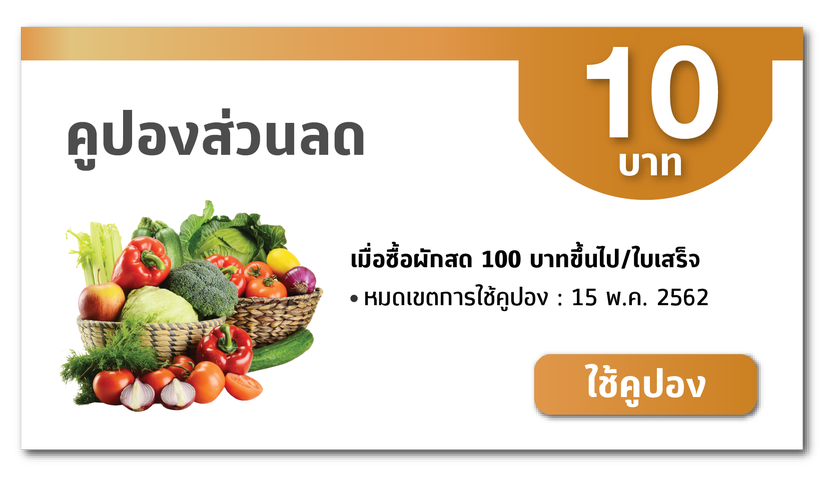 10
บาท
คูปองส่วนลด
เมื่อซื้อผักสด 100 บาทขึ้นไป/ใบเสร็จ
• หมดเขตการใช้คูปอง : 15 พ.ค. 2562
ใช้คูปอง